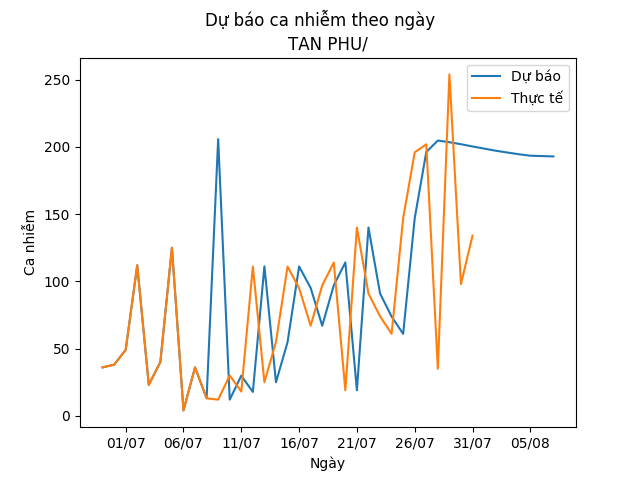 Dự báo ca nhiễm theo ngày
TAN PHU/
Dự báo
Thực tế
Ca nhiễm
250
200
150
100
50
0
01/07 06/07 11/07 16/07 21/07 26/07 31/07 05/08
Ngày